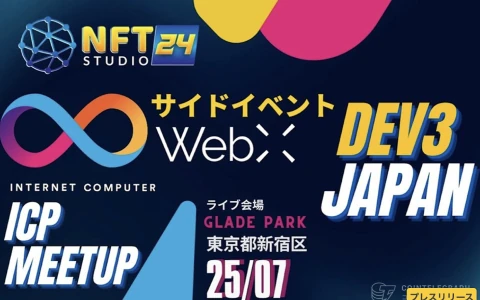 NFT 24
STUDIO
サイドイベント
WebX
DEV3
JAPAN
INTERNET COMPUTER
ICP
MEETUP
ライブ会場
GLADE PARK
東京都新宿区
25/07
COINTELEGRAPH
プレスリリース